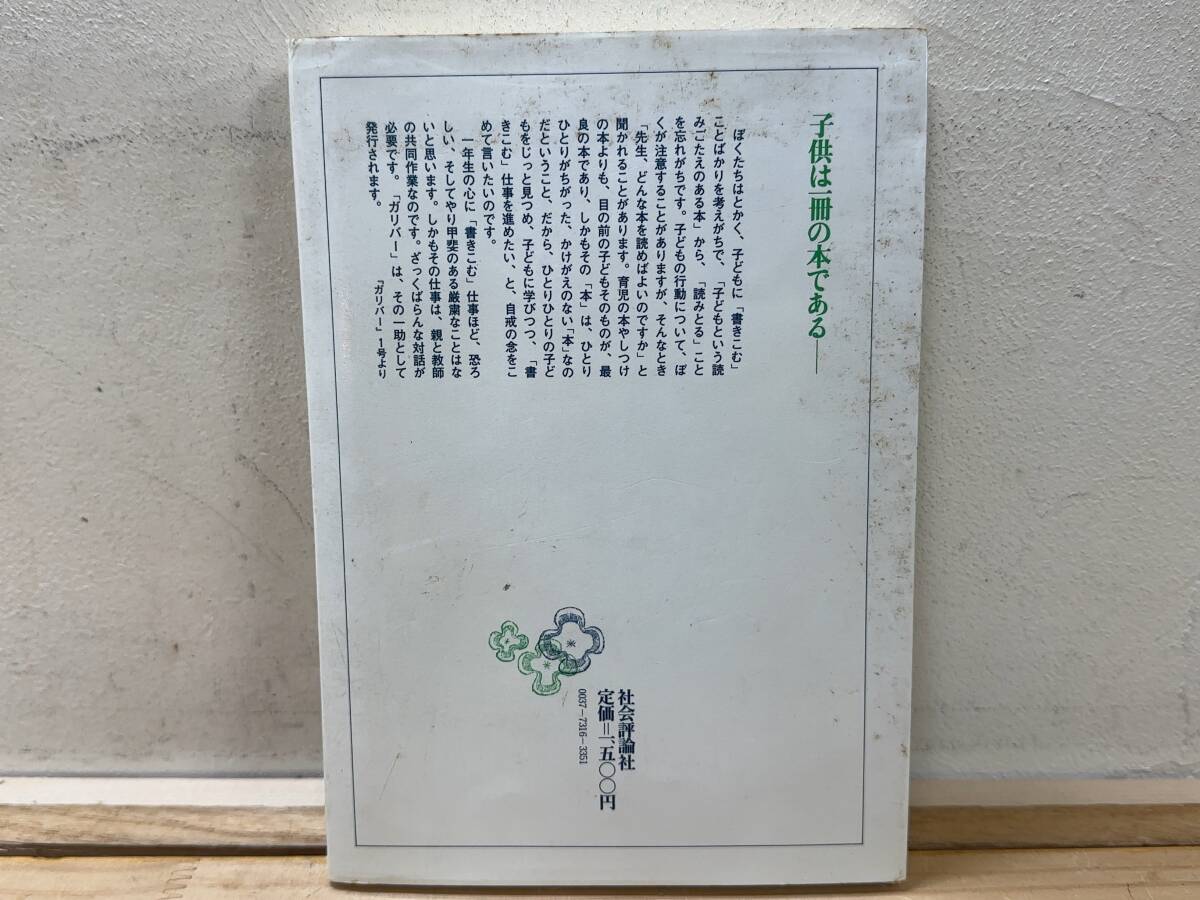 子供は一冊の本である——
ぼくたちはとかく、子どもに「書きこむ」
ことばかりを考えがちで、「子どもという読
みごたえのある本」から、「読みとる」こと
を忘れがちです。子どもの行動について、ぼ
くが注意することがありますが、そんなとき
「先生、どんな本を読めばよいのですか」と
聞かれることがあります。育児の本やしつけ
の本よりも、目の前の子どもそのものが、最
良の本であり、しかもその「本」は、ひとり
ひとりがちがった、かけがえのない「本」なの
だということ、だから、ひとりひとりの子ど
もをじっと見つめ、子どもに学びつつ、「書
きこむ」仕事を進めたい、と、自戒の念をこ
めて言いたいのです。
一年生の心に「書きこむ」仕事ほど、恐ろ
しい、そしてやり甲斐のある厳粛なことはな
いと思います。しかもその仕事は、親と教師
の共同作業なのです。ざっくばらんな対話が
必要です。「ガリバー」は、その一助として
発行されます。
「ガリバー」1号より
社会評論社
定価=一、五〇〇円
0037-7316-3351